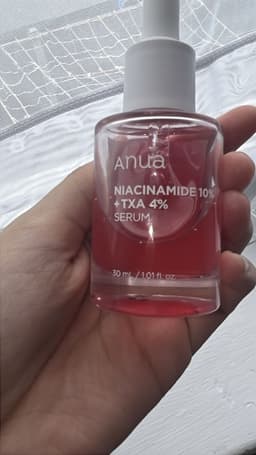 Anua
NIACINAMIDE 10%
+TXA 4%
SERUM
30 mL / 1.01 fl. oz.